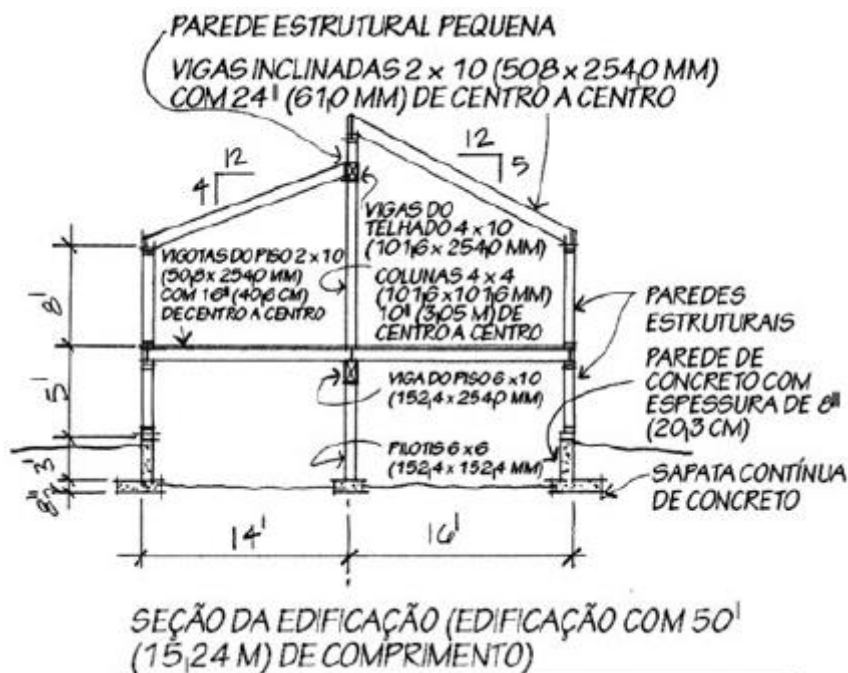 PAREDE ESTRUTURAL PEQUENA
VIGAS INCLINADAS 2 x 10 (50,8 x 254,0 MM)
COM 24" (61,0 MM) DE CENTRO A CENTRO
12
4
12
5
VIGAS DO
TELHADO 4 x 10
(101,6 x 254,0 MM)
VIGOTAS DO PISO 2 x 10
(50,8 x 254,0 MM)
COM 16" (40,6 CM)
DE CENTRO A CENTRO
COLUNAS 4 x 4
(101,6 x 101,6 MM)
10" (3,05 M) DE
CENTRO A CENTRO
PAREDES
ESTRUTURAIS
PAREDE DE
CONCRETO COM
ESPESSURA DE 8"
(20,3 CM)
VIGA DO PISO 6 x 10
(152,4 x 254,0 MM)
PILOTIS 6 x 6
(152,4 x 152,4 MM)
SAPATA CONTÍNUA
DE CONCRETO
8'
5'
3'
8"
14'
16'
SEÇÃO DA EDIFICAÇÃO (EDIFICAÇÃO COM 50'
(15,24 M) DE COMPRIMENTO)